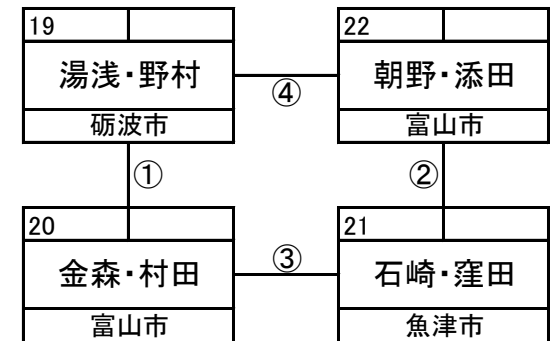 19
22
湯浅・野村
④
朝野・添田
砺波市
富山市
①
②
20
21
金森・村田
③
石崎・窪田
富山市
魚津市